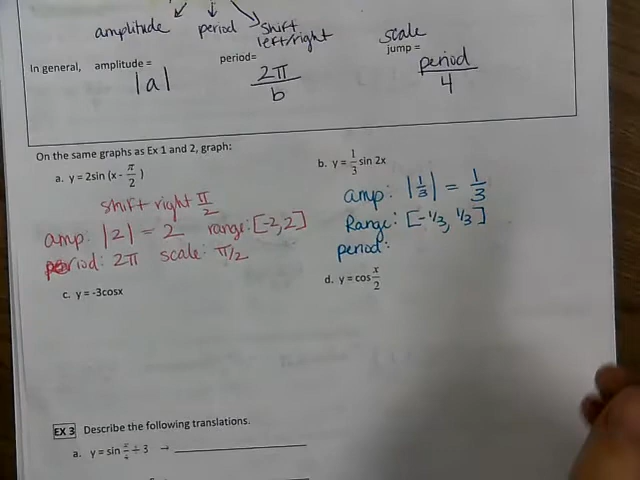 amplitude period shift
left/right
scale
In general, amplitude = period= jump =
|a| 2π/b period/4
On the same graphs as Ex 1 and 2, graph:
a. y = 2sin (x - π/2)
b. y = 1/3 sin 2x
shift right π/2
amp: |1/3| = 1/3
amp: |2| = 2 range: [-2,2]
Range: [-1/3, 1/3]
period: 2π scale: π/2
period:
c. y = -3cosx
d. y = cos x/2
EX 3 Describe the following translations.
a. y = sin